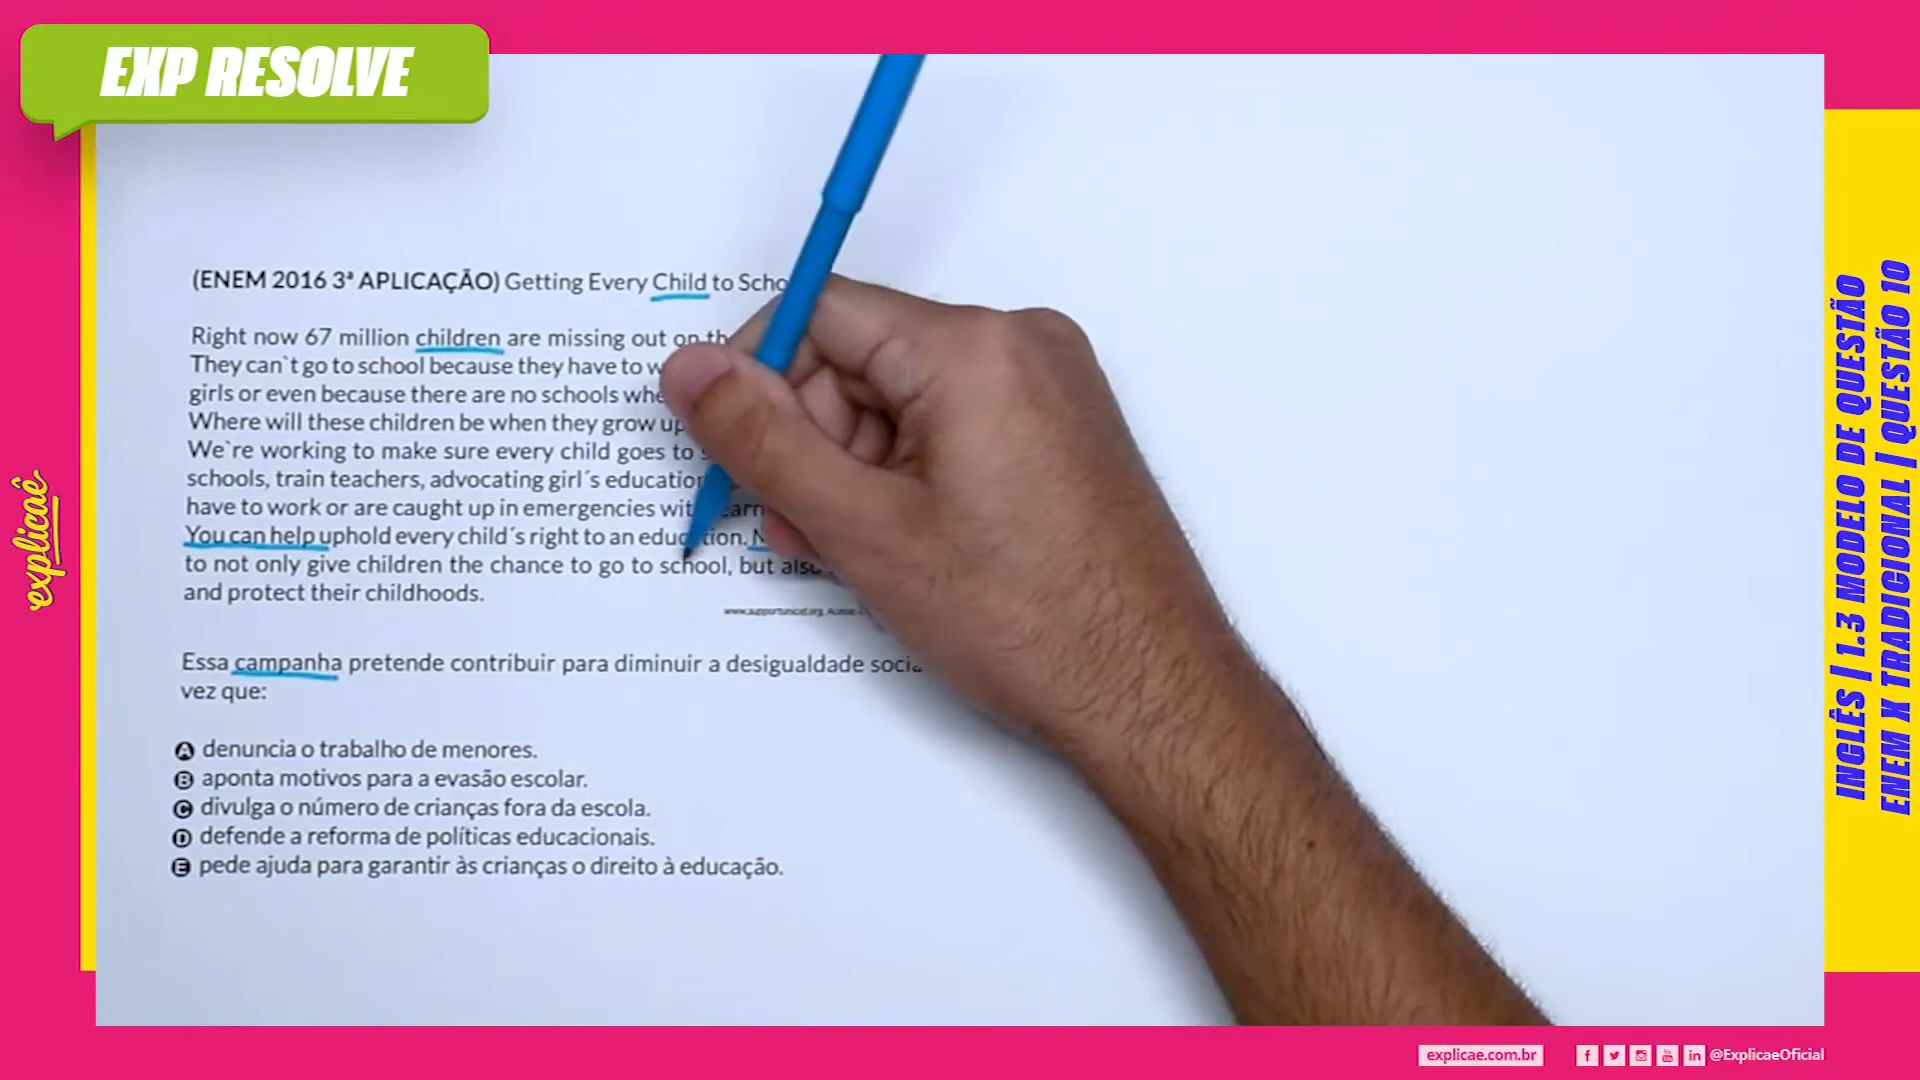 EXP RESOLVE
(ENEM 2016 3ª APLICAÇÃO) Getting Every Child to
Right now 67 million children are missing out on
They can`t go to school because they have to
girls or even because there are no schools
Where will these children be when they grow up
We`re working to make sure every child goes to
schools, train teachers, advocating girl´s education
have to work or are caught up in emergencies
You can help uphold every child´s right to an education.
to not only give children the chance to go to school, but also
and protect their childhoods.
Essa campanha pretende contribuir para diminuir a desigualdade
vez que:
A denuncia o trabalho de menores.
B aponta motivos para a evasão escolar.
C divulga o número de crianças fora da escola.
D defende a reforma de políticas educacionais.
E pede ajuda para garantir às crianças o direito à educação.
explicaê
INGLÊS | 1.3 MODELO DE QUESTÃO
ENEM X TRADICIONAL | QUESTÃO 10
explicae.com.br
@ExplicaeOficial